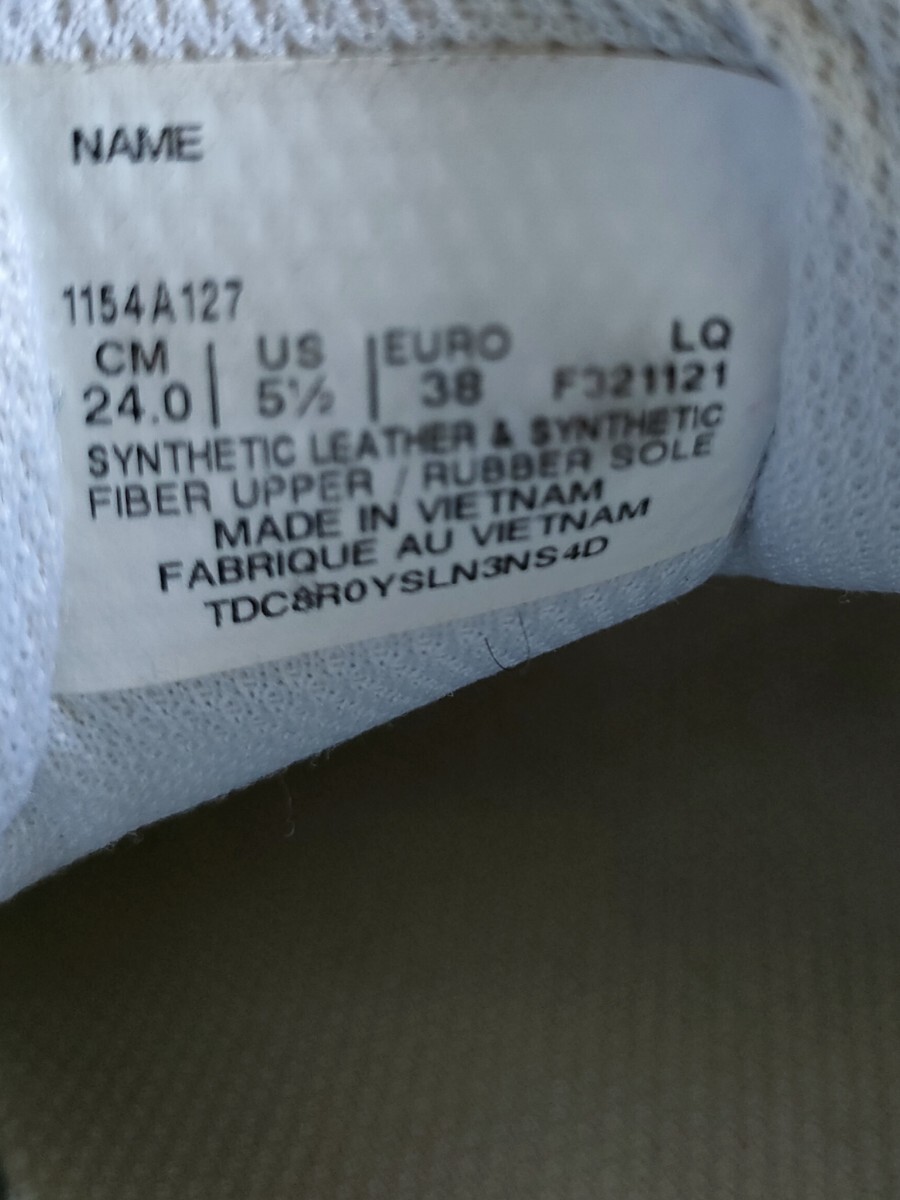 NAME
1154A127
CM | US | EURO LQ
24.0 | 5½ | 38 F321121
SYNTHETIC LEATHER & SYNTHETIC
FIBER UPPER / RUBBER SOLE
MADE IN VIETNAM
FABRIQUE AU VIETNAM
TDC8R0YSLN3NS4D